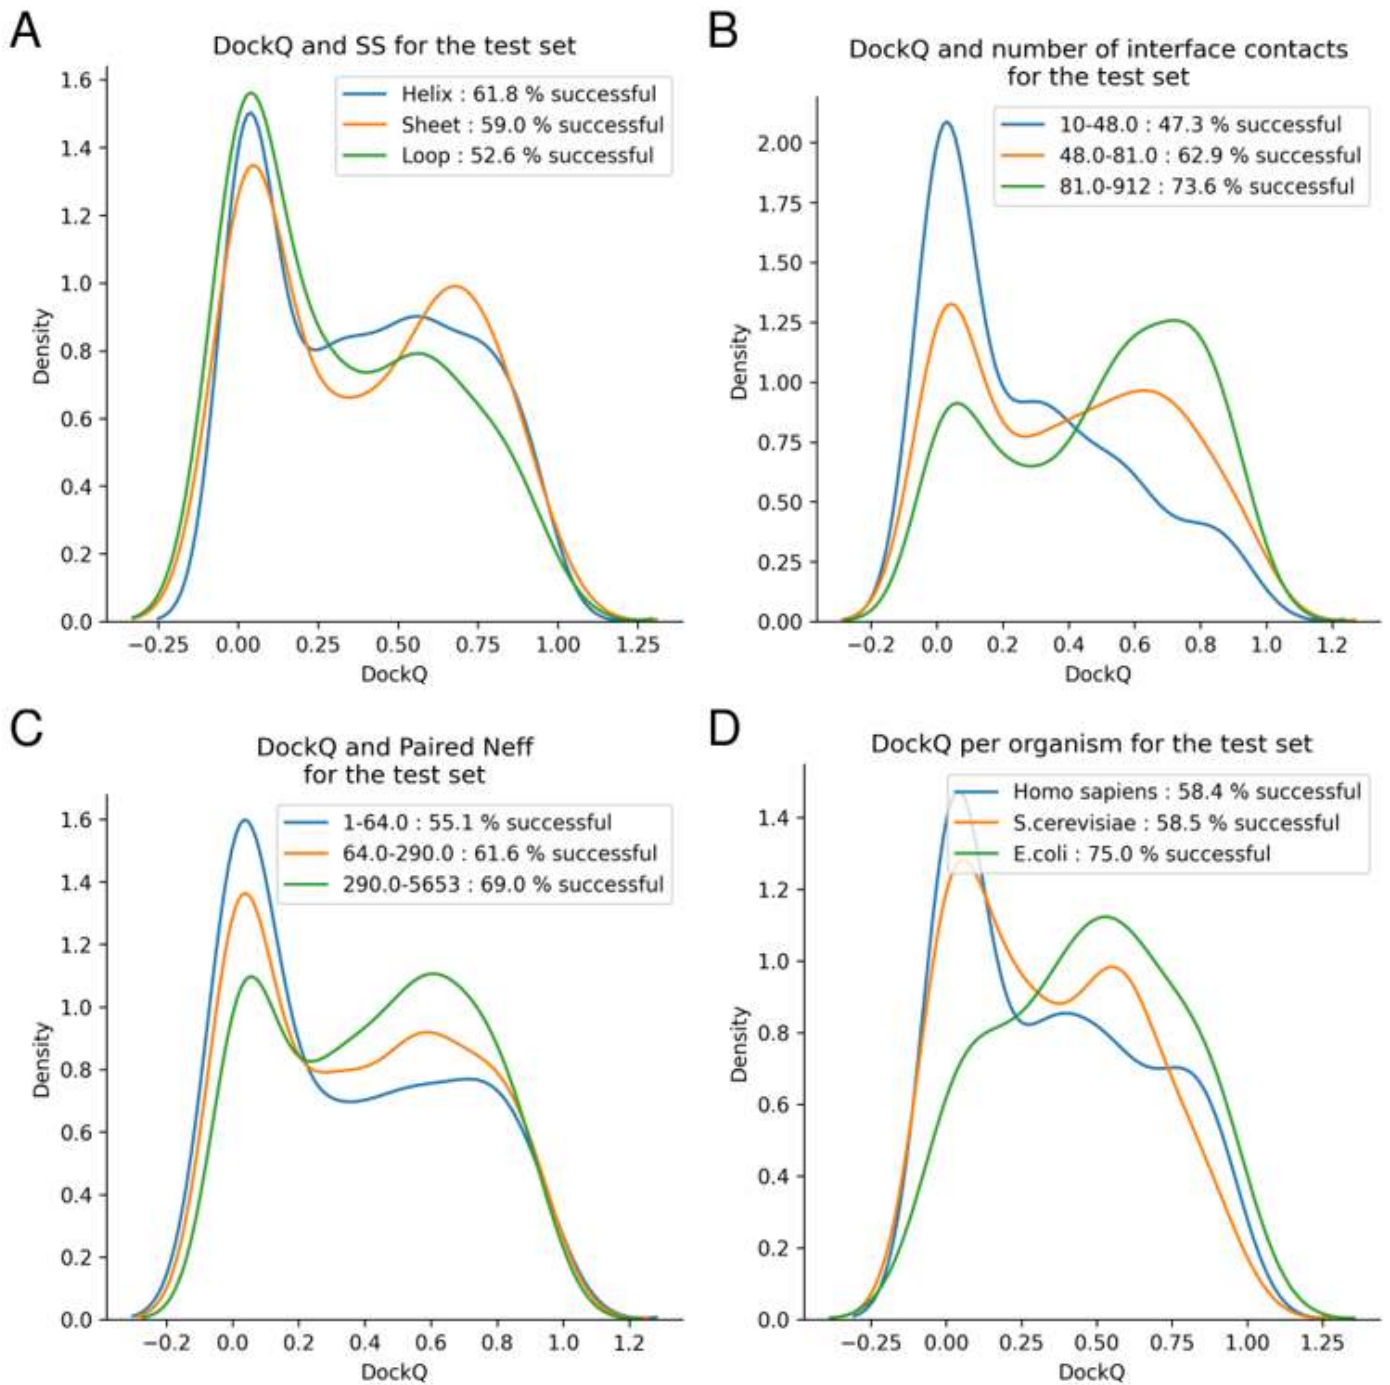 A
DockQ and SS for the test set
Helix : 61.8 % successful
Sheet : 59.0 % successful
Loop : 52.6 % successful
1.6
1.4
1.2
1.0
0.8
0.6
0.4
0.2
0.0
Density
−0.25 0.00 0.25 0.50 0.75 1.00 1.25
DockQ
B
DockQ and number of interface contacts
for the test set
10-48.0 : 47.3 % successful
48.0-81.0 : 62.9 % successful
81.0-912 : 73.6 % successful
2.00
1.75
1.50
1.25
1.00
0.75
0.50
0.25
0.00
Density
−0.2 0.0 0.2 0.4 0.6 0.8 1.0 1.2
DockQ
C
DockQ and Paired Neff
for the test set
1-64.0 : 55.1 % successful
64.0-290.0 : 61.6 % successful
290.0-5653 : 69.0 % successful
1.6
1.4
1.2
1.0
0.8
0.6
0.4
0.2
0.0
Density
−0.2 0.0 0.2 0.4 0.6 0.8 1.0 1.2
DockQ
D
DockQ per organism for the test set
Homo sapiens : 58.4 % successful
S.cerevisiae : 58.5 % successful
E.coli : 75.0 % successful
1.4
1.2
1.0
0.8
0.6
0.4
0.2
0.0
Density
−0.25 0.00 0.25 0.50 0.75 1.00 1.25
DockQ